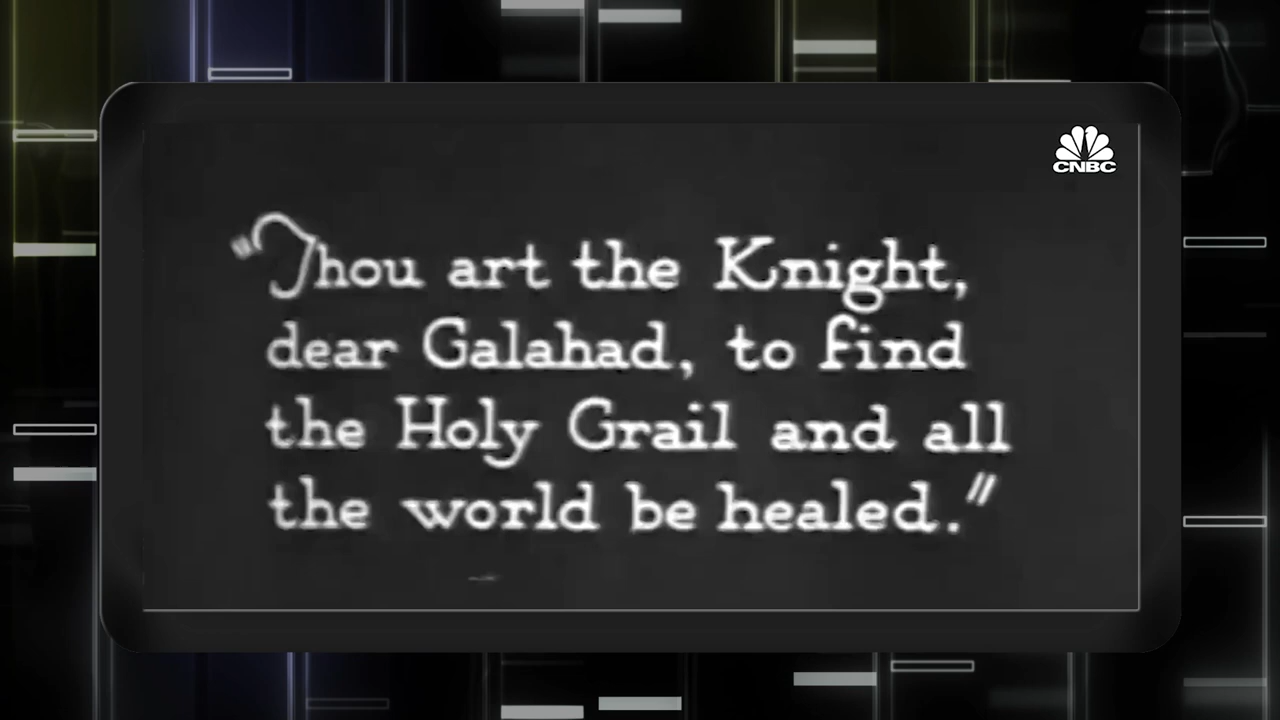 CNBC
"Thou art the Knight,
dear Galahad, to find
the Holy Grail and all
the world be healed."